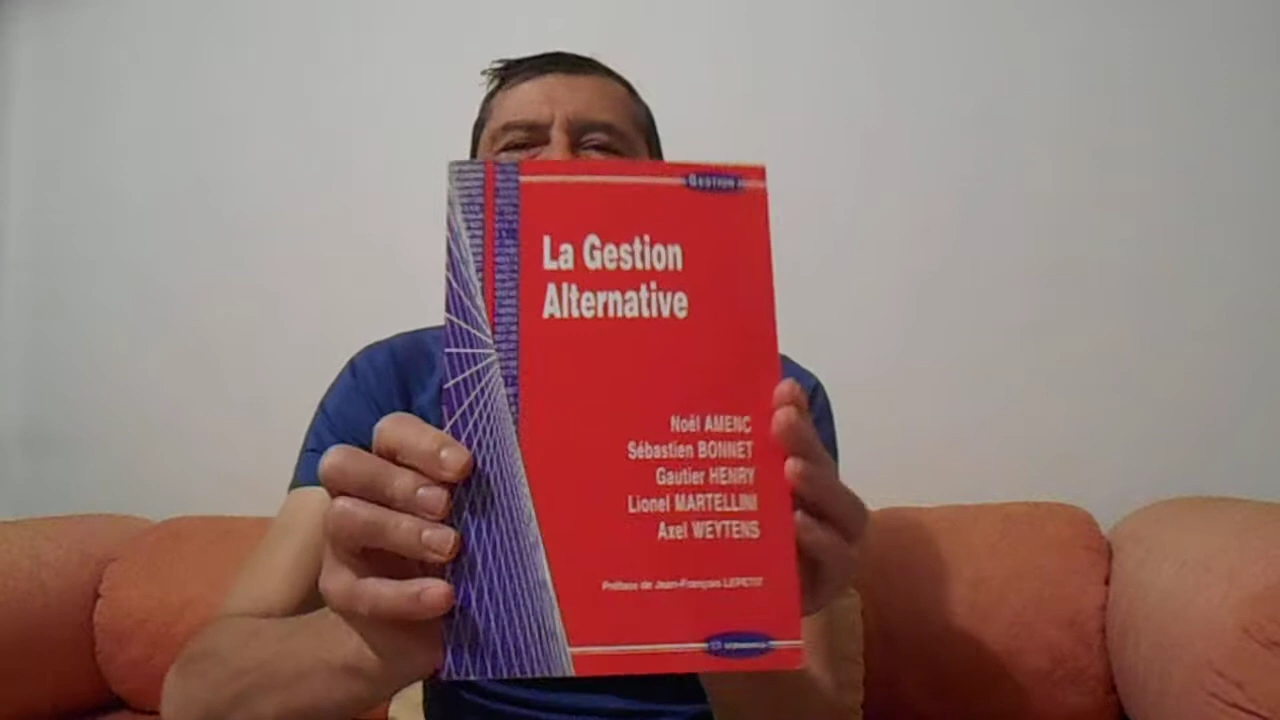 GESTION
La Gestion
Alternative
Noël AMENC
Sébastien BONNET
Gautier HENRY
Lionel MARTELLINI
Axel WEYTENS
Préface de Jean-François LEPETIT